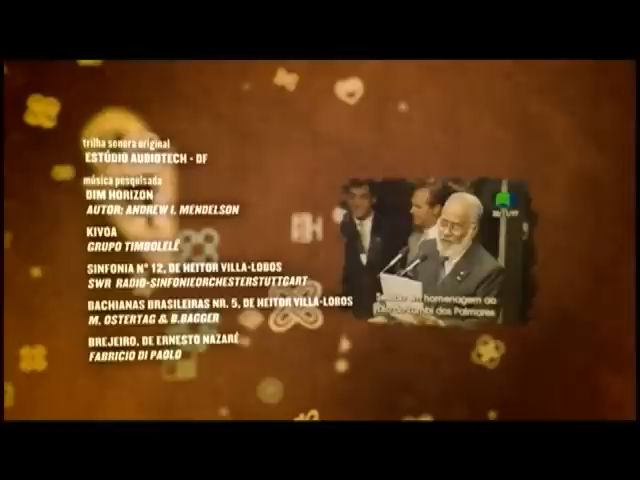 trilha sonora original
ESTÚDIO AUDIOTECH - DF
música pesquisada
DIM HORIZON
AUTOR: ANDREW I. MENDELSON
KIVOA
GRUPO TIMBOLELÊ
SINFONIA Nº 12, DE HEITOR VILLA-LOBOS
SWR RADIO-SINFONIEORCHESTERSTUTTGART
BACHIANAS BRASILEIRAS NR. 5, DE HEITOR VILLA-LOBOS
M. OSTERTAG & B.BAGGER
BREJEIRO, DE ERNESTO NAZARÉ
FABRICIO DI PAOLO
em homenagem ao
dos Palmares